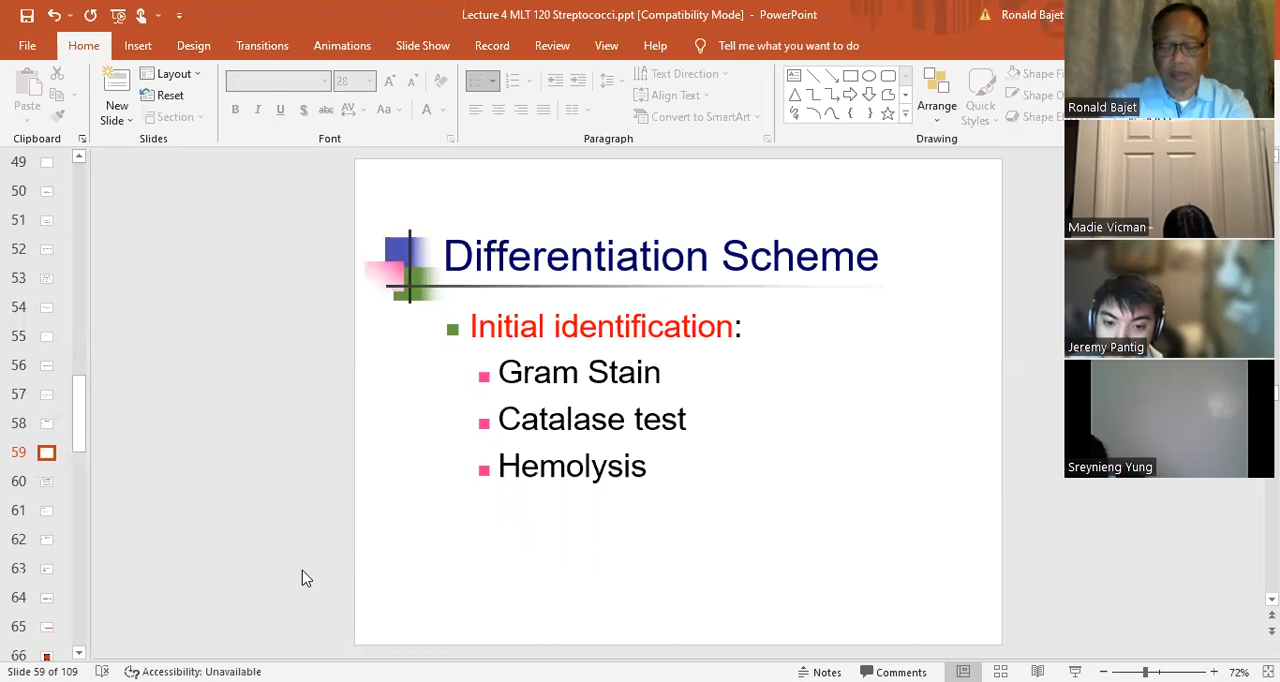 Lecture 4 MLT 120 Streptococci.ppt [Compatibility Mode] - PowerPoint
Ronald Bajet
File Home Insert Design Transitions Animations Slide Show Record Review View Help Tell me what you want to do
Paste
Clipboard
New Slide
Layout
Reset
Section
Slides
28
B I U S abc AV Aa A
Font
Text Direction
Align Text
Convert to SmartArt
Paragraph
Arrange
Quick Styles
Shape Fi
Shape O
Shape E
Drawing
Ronald Bajet
Madie Vicman
Jeremy Pantig
Sreynieng Yung
49
50
51
52
53
54
55
56
57
58
59
60
61
62
63
64
65
66
Differentiation Scheme
Initial identification:
Gram Stain
Catalase test
Hemolysis
Slide 59 of 109 Accessibility: Unavailable Notes Comments 72%